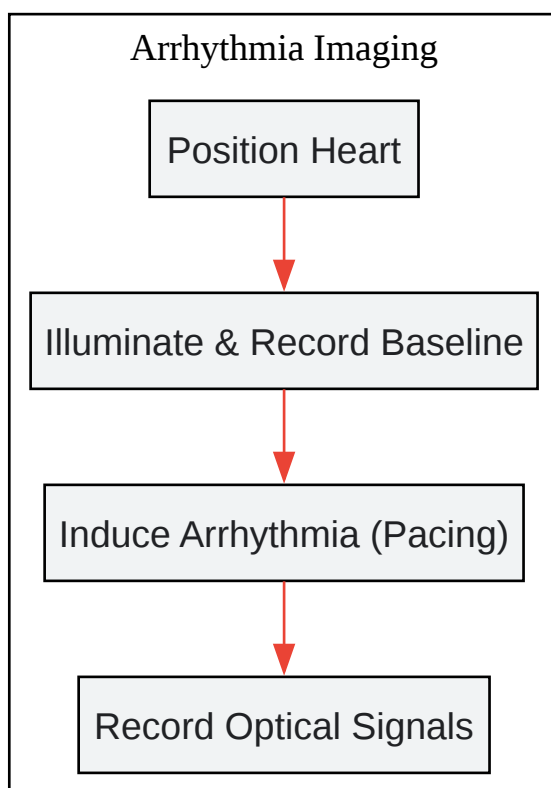 Arrhythmia Imaging
Position Heart
Illuminate & Record Baseline
Induce Arrhythmia (Pacing)
Record Optical Signals